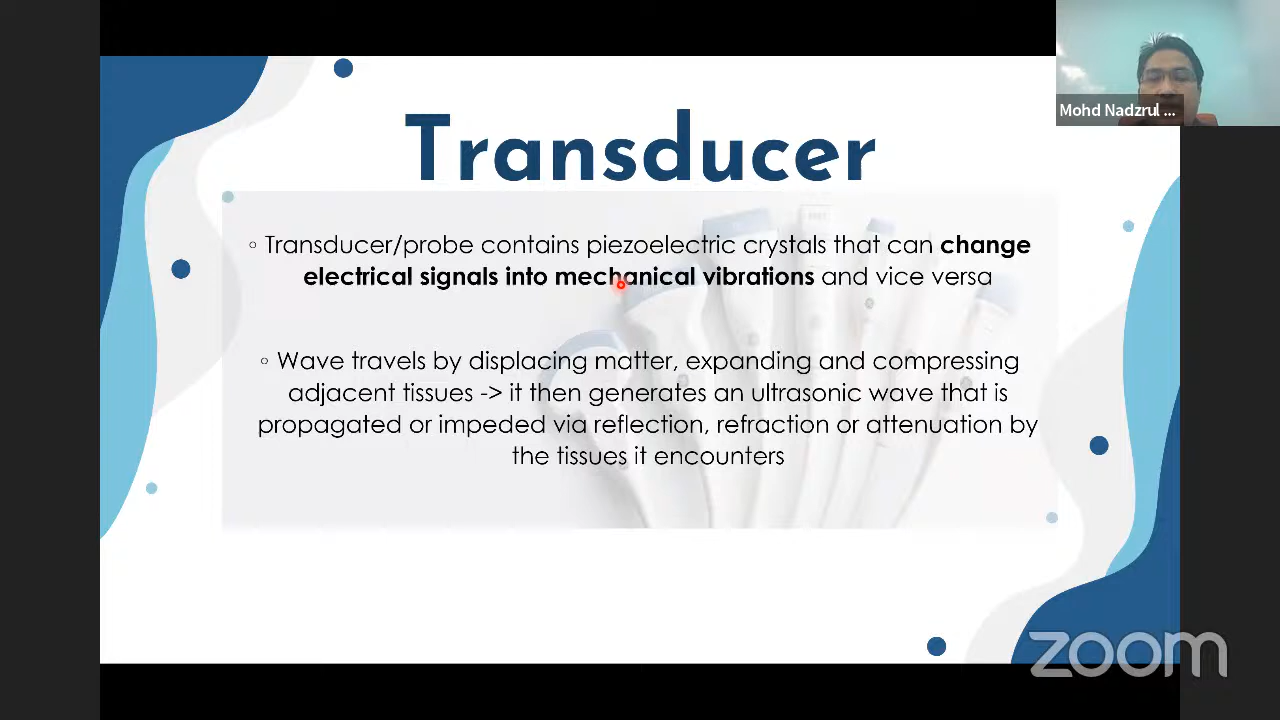 Mohd Nadzrul ...
Transducer
◦ Transducer/probe contains piezoelectric crystals that can change
electrical signals into mechanical vibrations and vice versa
◦ Wave travels by displacing matter, expanding and compressing
adjacent tissues -> it then generates an ultrasonic wave that is
propagated or impeded via reflection, refraction or attenuation by
the tissues it encounters
zoom